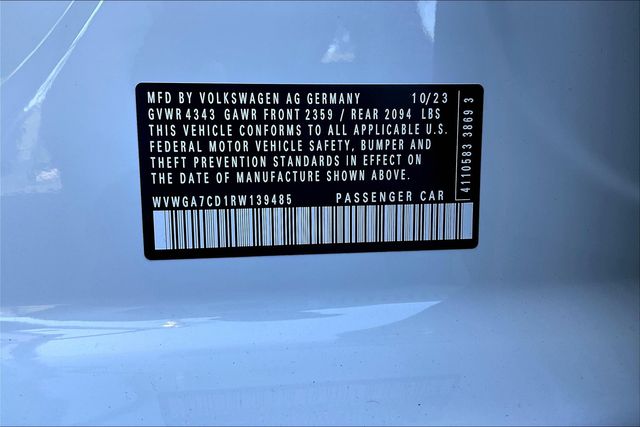 MFD BY VOLKSWAGEN AG GERMANY 10/23
GVWR 4343 GAWR FRONT 2359 / REAR 2094 LBS
THIS VEHICLE CONFORMS TO ALL APPLICABLE U.S.
FEDERAL MOTOR VEHICLE SAFETY, BUMPER AND
THEFT PREVENTION STANDARDS IN EFFECT ON
THE DATE OF MANUFACTURE SHOWN ABOVE.
WVWGA7CD1RW139485 PASSENGER CAR
4110583 3869 3